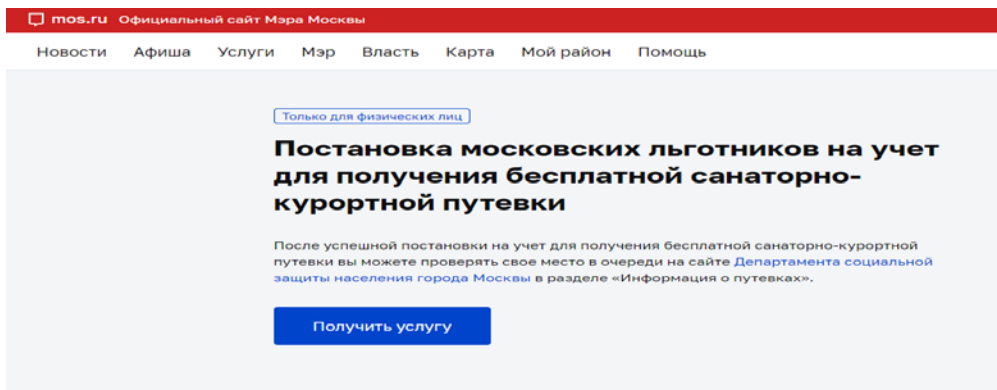 mos.ru Официальный сайт Мэра Москвы
Новости Афиша Услуги Мэр Власть Карта Мой район Помощь
Только для физических лиц
Постановка московских льготников на учет
для получения бесплатной санаторно-
курортной путевки
После успешной постановки на учет для получения бесплатной санаторно-курортной
путевки вы можете проверять свое место в очереди на сайте Департамента социальной
защиты населения города Москвы в разделе «Информация о путевках».
Получить услугу